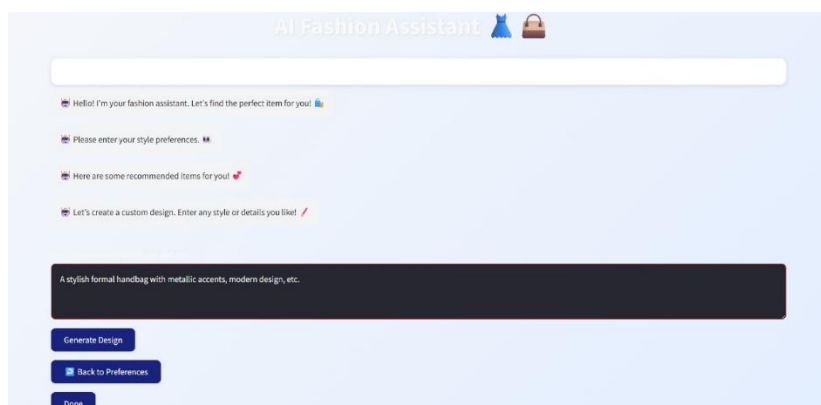 AI Fashion Assistant 👗 👜
Hello! I'm your fashion assistant. Let's find the perfect item for you! 🛍️
Please enter your style preferences. 👀
Here are some recommended items for you! 💕
Let's create a custom design. Enter any style or details you like! 🖍️
A stylish formal handbag with metallic accents, modern design, etc.
Generate Design
Back to Preferences
Done